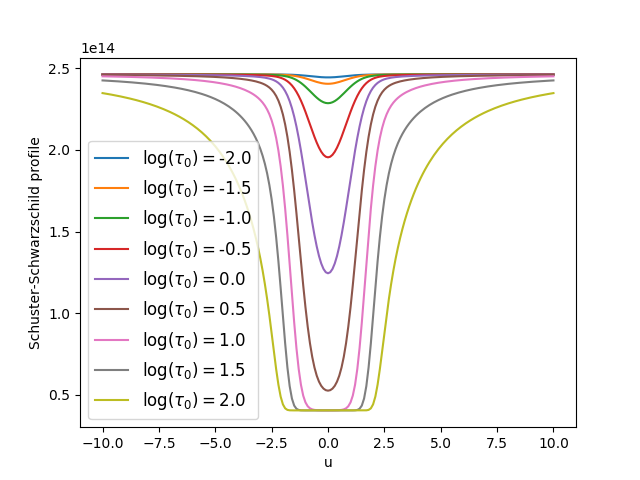 1e14
2.5
2.0
1.5
1.0
0.5
Schuster-Schwarzschild profile
log(τ₀) = -2.0
log(τ₀) = -1.5
log(τ₀) = -1.0
log(τ₀) = -0.5
log(τ₀) = 0.0
log(τ₀) = 0.5
log(τ₀) = 1.0
log(τ₀) = 1.5
log(τ₀) = 2.0
−10.0 −7.5 −5.0 −2.5 0.0 2.5 5.0 7.5 10.0
u